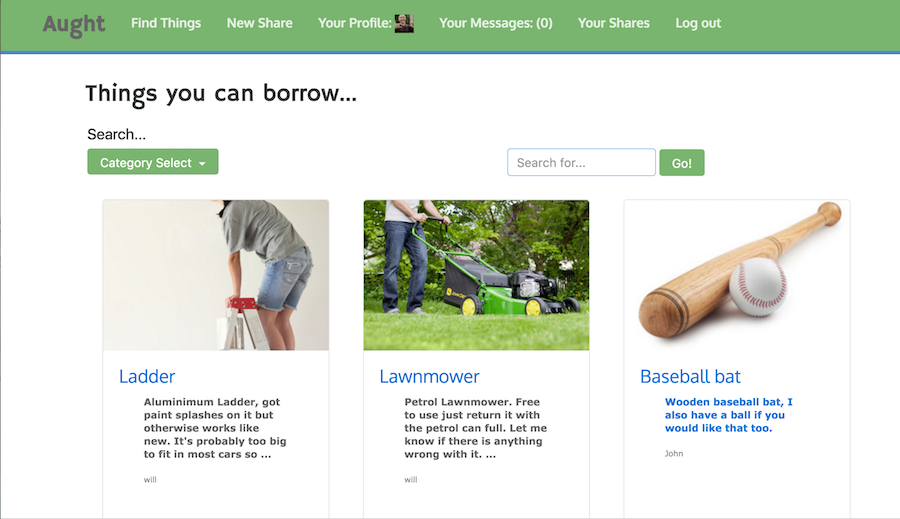 Aught Find Things New Share Your Profile: Your Messages: (0) Your Shares Log out
Things you can borrow...
Search...
Category Select
Search for... Go!
Ladder
Aluminimum Ladder, got
paint splashes on it but
otherwise works like
new. It's probably too big
to fit in most cars so ...
will
Lawnmower
Petrol Lawnmower. Free
to use just return it with
the petrol can full. Let me
know if there is anything
wrong with it. ...
will
Baseball bat
Wooden baseball bat, I
also have a ball if you
would like that too.
John